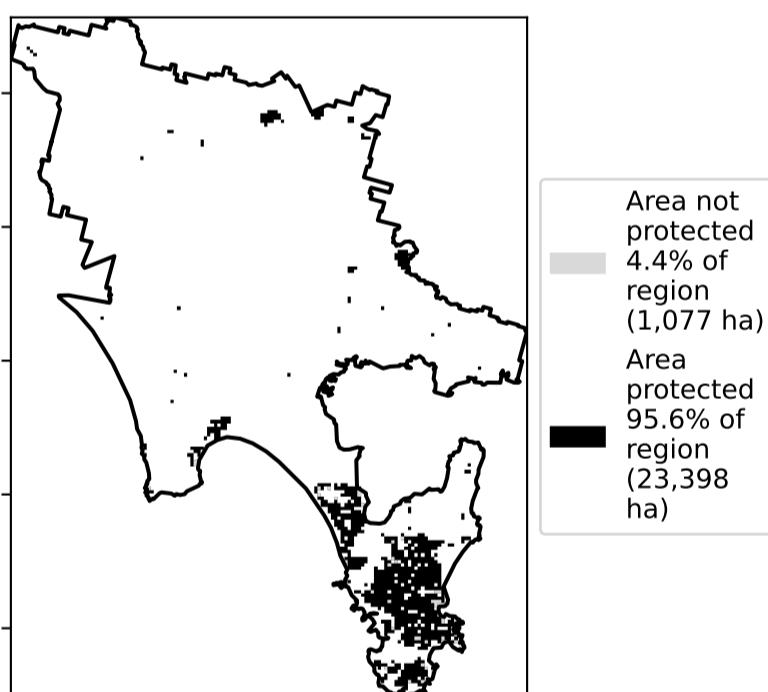 Area not
protected
4.4% of
region
(1,077 ha)
Area
protected
95.6% of
region
(23,398
ha)